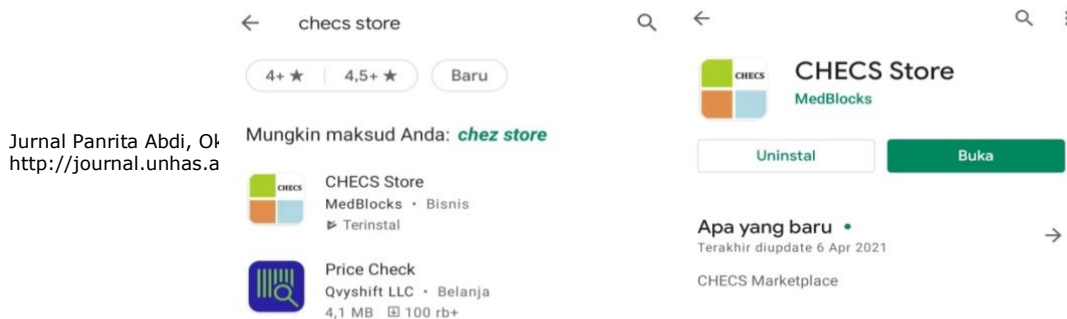 Jurnal Panrita Abdi,
http://journal.unhas.a
checs store
4+ ★ 4,5+ ★ Baru
Mungkin maksud Anda: chez store
CHECS
CHECS Store
MedBlocks • Bisnis
Terinstal
Price Check
Qvyshift LLC • Belanja
4,1 MB 100 rb+
CHECS
CHECS Store
MedBlocks
Uninstal Buka
Apa yang baru •
Terakhir diupdate 6 Apr 2021
CHECS Marketplace